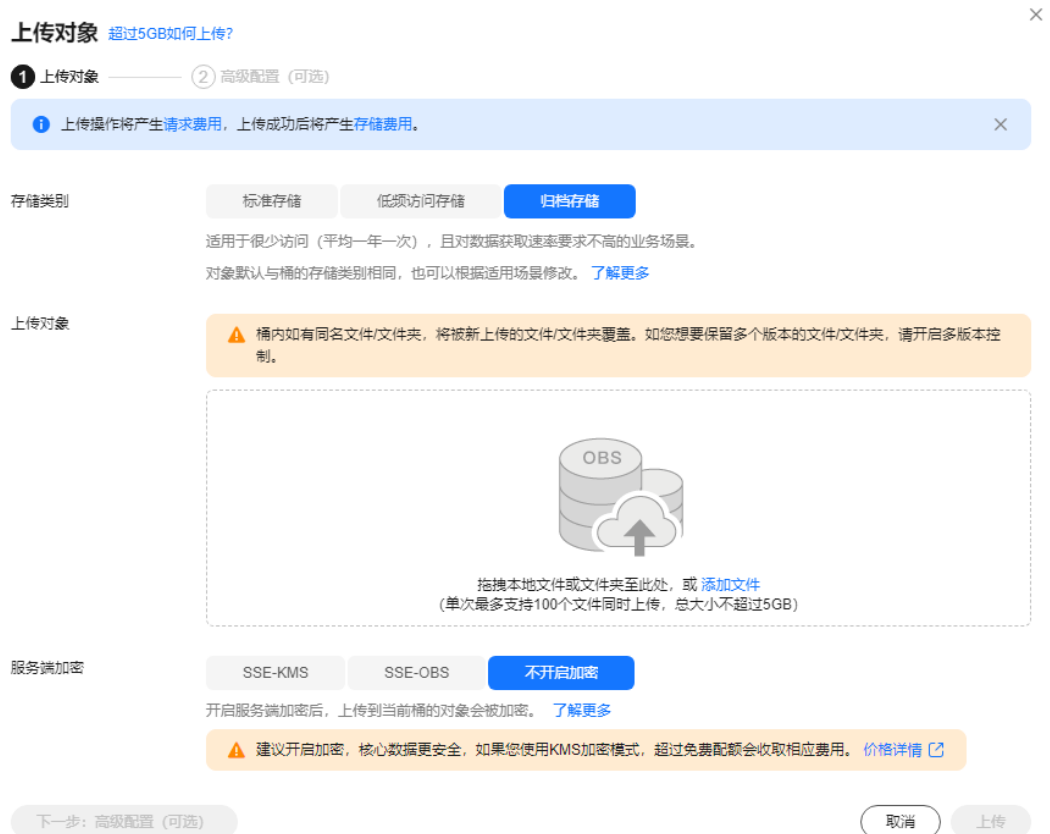 上传对象 超过5GB如何上传?
1 上传对象 2 高级配置（可选）
上传操作将产生请求费用，上传成功后将产生存储费用。
存储类别 标准存储 低频访问存储 归档存储
适用于很少访问（平均一年一次），且对数据获取速率要求不高的业务场景。
对象默认与桶的存储类别相同，也可以根据适用场景修改。 了解更多
上传对象
桶内如有同名文件/文件夹，将被新上传的文件/文件夹覆盖。如您想要保留多个版本的文件/文件夹，请开启多版本控
制。
OBS
拖拽本地文件或文件夹至此处，或 添加文件
（单次最多支持100个文件同时上传，总大小不超过5GB）
服务端加密 SSE-KMS SSE-OBS 不开启加密
开启服务端加密后，上传到当前桶的对象会被加密。 了解更多
建议开启加密，核心数据更安全，如果您使用KMS加密模式，超过免费配额会收取相应费用。 价格详情
下一步：高级配置（可选） 取消 上传